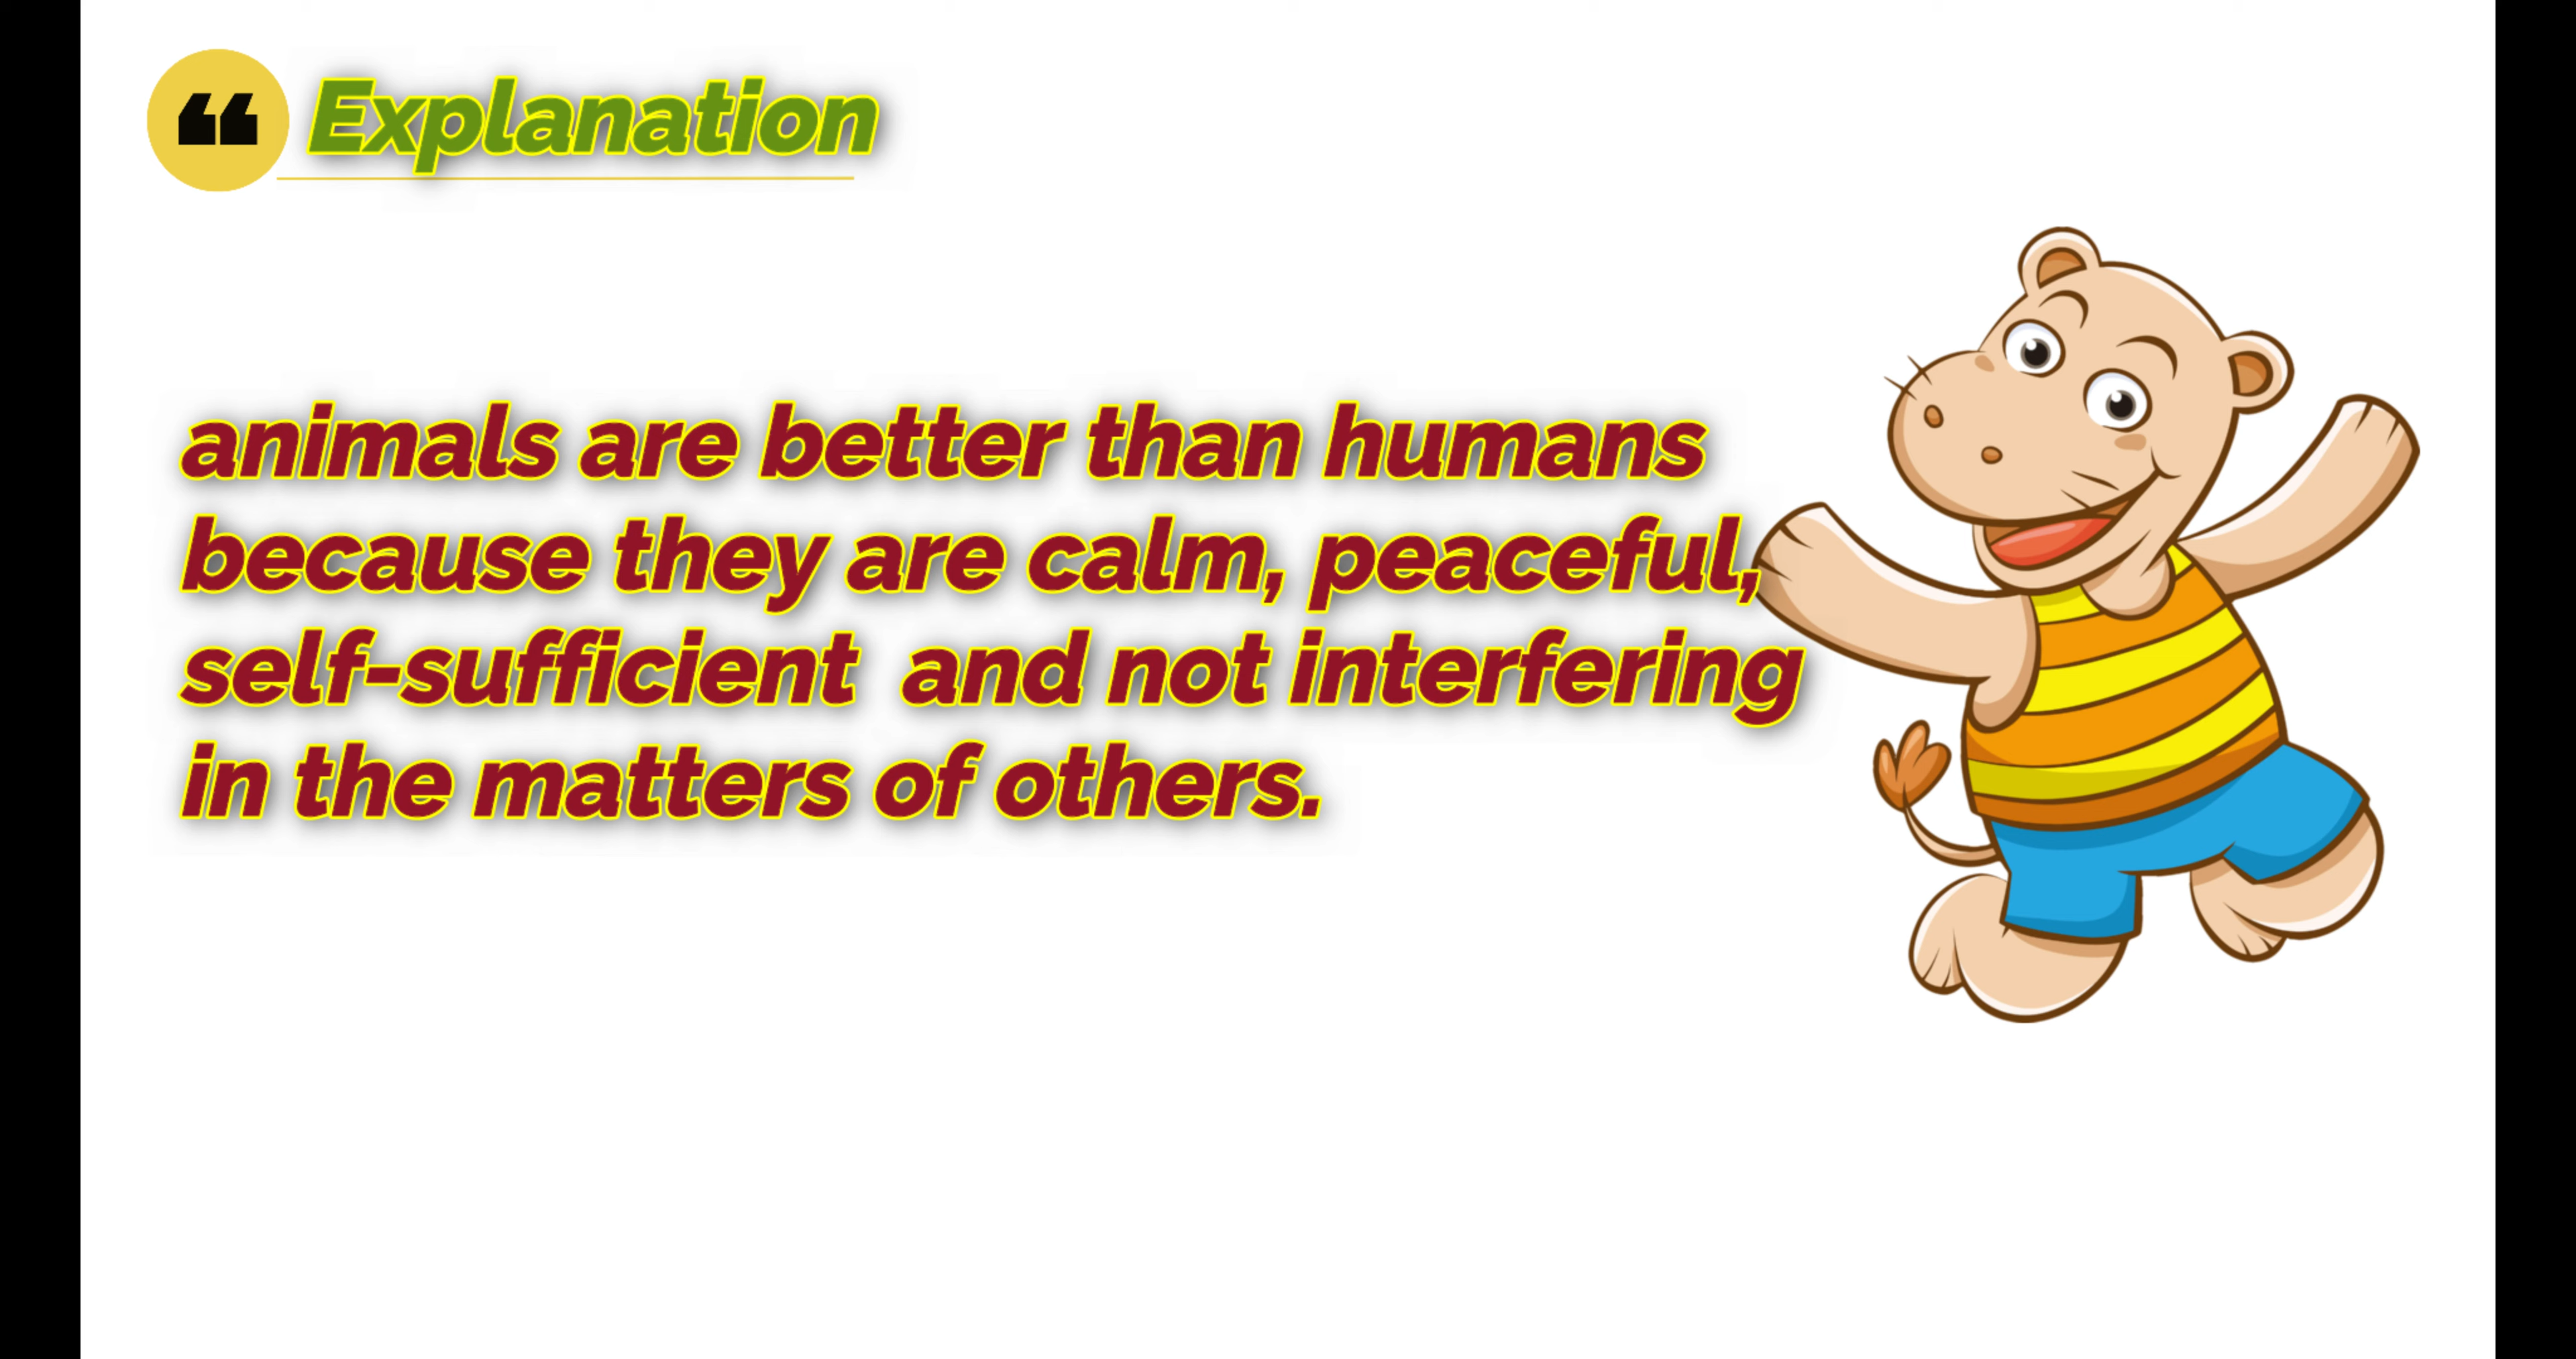 ❝ Explanation
animals are better than humans
because they are calm, peaceful,
self-sufficient  and not interfering
in the matters of others.